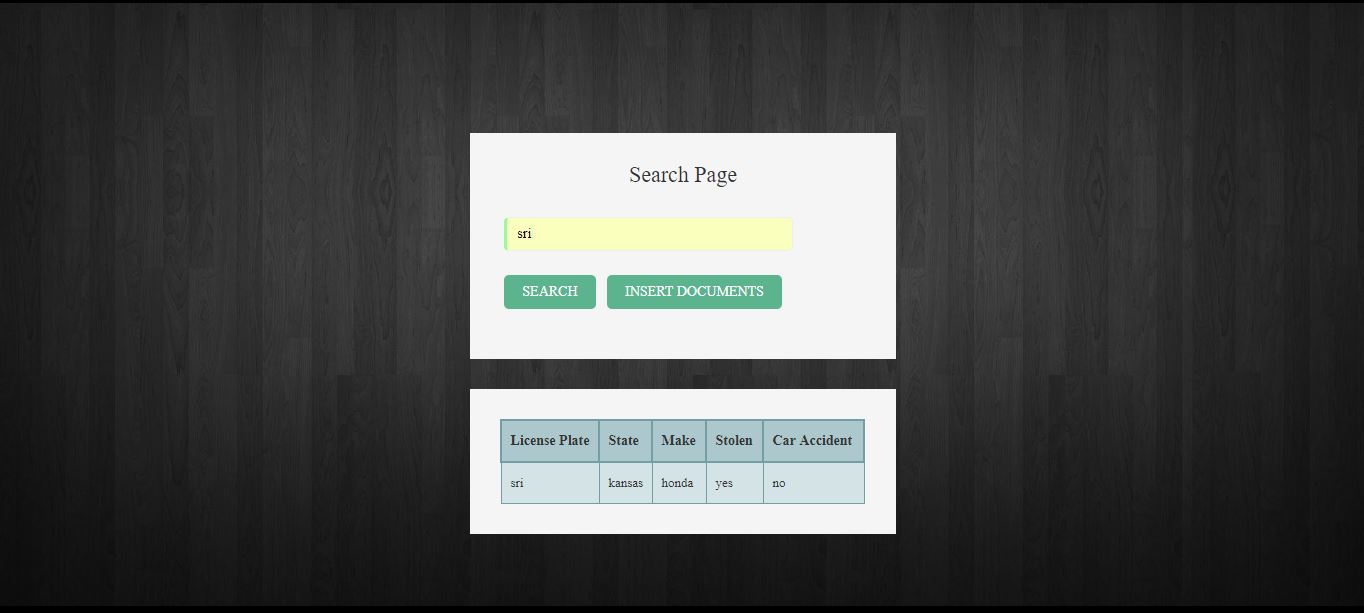 Search Page
sri
SEARCH INSERT DOCUMENTS
License Plate State Make Stolen Car Accident
sri kansas honda yes no